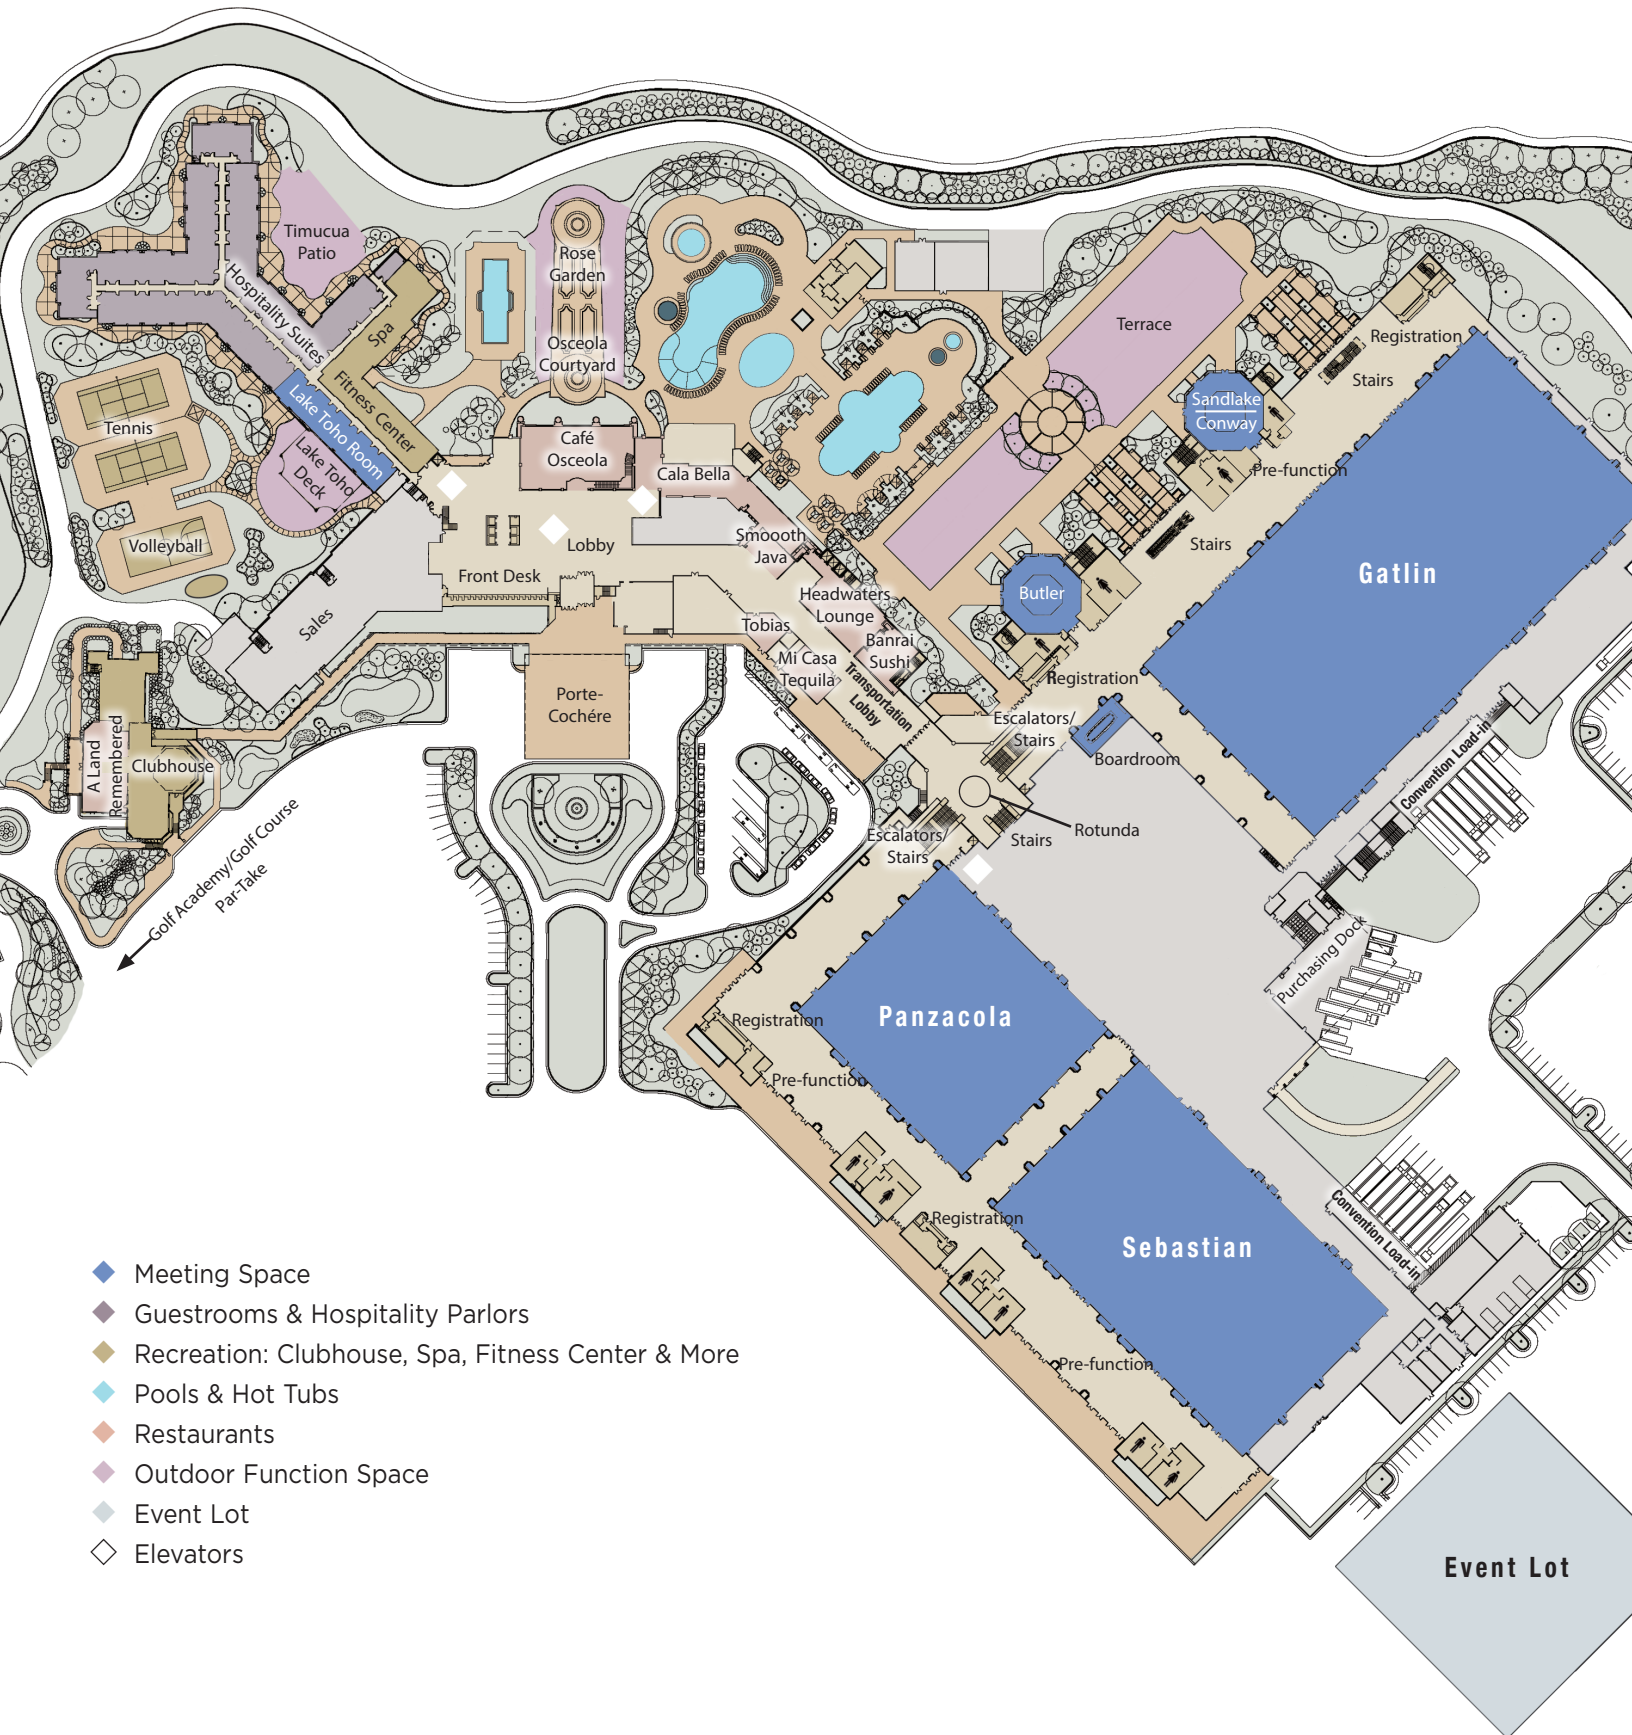 Timucua
Patio
Hospitality Suites
Spa
Fitness Center
Lake Toho Room
Lake Toho
Deck
Tennis
Volleyball
Rose
Garden
Osceola
Courtyard
Café
Osceola
Cala Bella
Smoooth
Java
Lobby
Front Desk
Sales
Headwaters
Lounge
Tobias
Banrai
Sushi
Mi Casa
Tequila
Transportation
Lobby
Porte-
Cochére
A Land
Remembered
Clubhouse
Golf Academy/Golf Course
Par-Take
Terrace
Registration
Stairs
Sandlake
Conway
Pre-function
Stairs
Butler
Gatlin
Registration
Escalators/
Stairs
Boardroom
Rotunda
Stairs
Escalators/
Stairs
Convention Load-in
Purchasing Dock
Panzacola
Registration
Pre-function
Registration
Sebastian
Convention Load-in
Pre-function
Event Lot
Meeting Space
Guestrooms & Hospitality Parlors
Recreation: Clubhouse, Spa, Fitness Center & More
Pools & Hot Tubs
Restaurants
Outdoor Function Space
Event Lot
Elevators